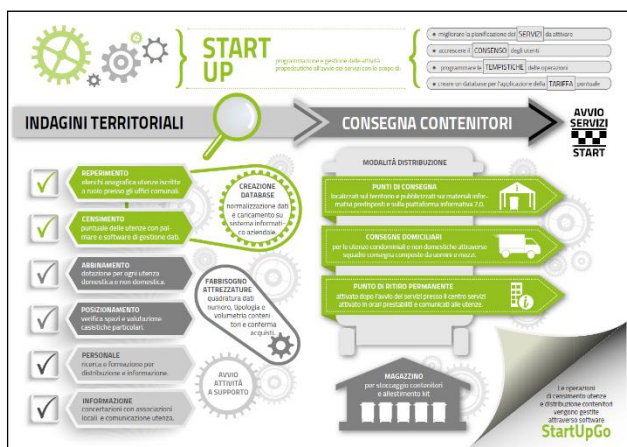 START
UP
programmazione e gestione delle attività
propedeutiche all'avvio dei servizi con lo scopo di:
• migliorare la pianificazione dei SERVIZI da attivare
• accrescere il CONSENSO degli utenti
• programmare le TEMPISTICHE delle operazioni
• creare un database per l'applicazione della TARIFFA puntuale
INDAGINI TERRITORIALI
CONSEGNA CONTENITORI
AVVIO
SERVIZI
START
REPERIMENTO
elenchi anagrafica utenze iscritte
a ruolo presso gli uffici comunali.
CENSIMENTO
puntuale delle utenze con pal-
mare e software di gestione dati.
ABBINAMENTO
dotazione per ogni utenza
domestica e non domestica.
POSIZIONAMENTO
verifica spazi e valutazione
casistiche particolari.
PERSONALE
ricerca e formazione per
distribuzione e informazione.
INFORMAZIONE
concertazioni con associazioni
locali e comunicazione utenza.
CREAZIONE
DATABASE
normalizzazione dati
e caricamento su
sistema informati-
co aziendale.
FABBISOGNO
ATTREZZATURE
quadratura dati
numero, tipologia e
volumetria conteni
tori e conferma
acquisti.
AVVIO
ATTIVITÀ
A SUPPORTO
MODALITÀ DISTRIBUZIONE
PUNTI DI CONSEGNA
localizzati sul territorio e pubblicizzati sui materiali infor-
mativi predisposti e sulla piattaforma informatica 2.0.
CONSEGNE DOMICILIARI
per le utenze condominiali e non domestiche attraverso
squadre consegna composte da uomini e mezzi.
PUNTO DI RITIRO PERMANENTE
attivato dopo l'avvio dei servizi presso il centro servizi
attivato in orari prestabiliti e comunicati alle utenze.
MAGAZZINO
per stoccaggio contenitori
e allestimento kit
Le operazioni
di censimento utenze
e distribuzione contenitori
vengono gestite
attraverso software
StartUpGo